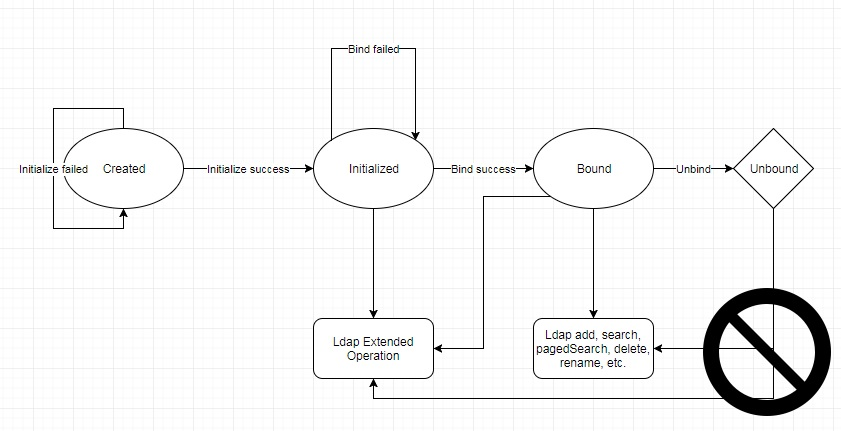 Bind failed
Initialize failed
Created
Initialize success
Initialized
Bind success
Bound
Unbind
Unbound
Ldap Extended
Operation
Ldap add, search,
pagedSearch, delete,
rename, etc.